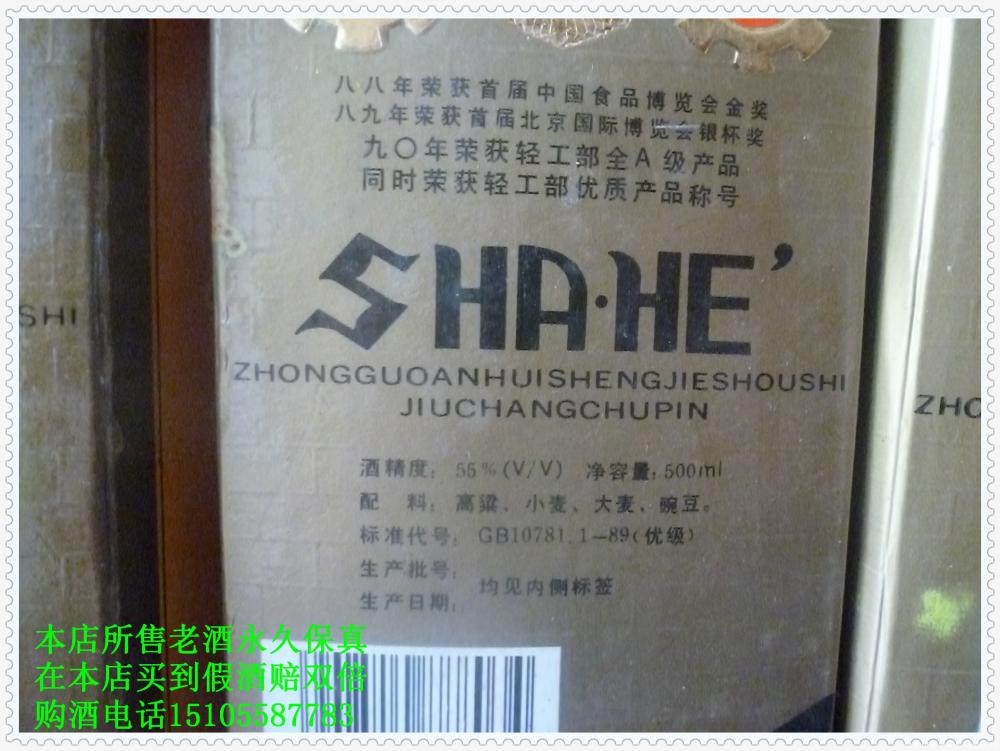 八八年荣获首届中国食品博览会金奖
八九年荣获首届北京国际博览会银杯奖
九〇年荣获轻工部全A级产品
同时荣获轻工部优质产品称号
SHA·HE’
SHI
ZHONGGUOANHUISHENGJIESHOUSHI
JIUCHANGCHUPIN
ZHO
酒精度：55%(V/V) 净容量：500ml
配 料：高粱、小麦、大麦、豌豆。
标准代号：GB10781.1—89(优级)
生产批号：
均见内侧标签
生产日期：
本店所售老酒永久保真
在本店买到假酒赔双倍
购酒电话15105587783